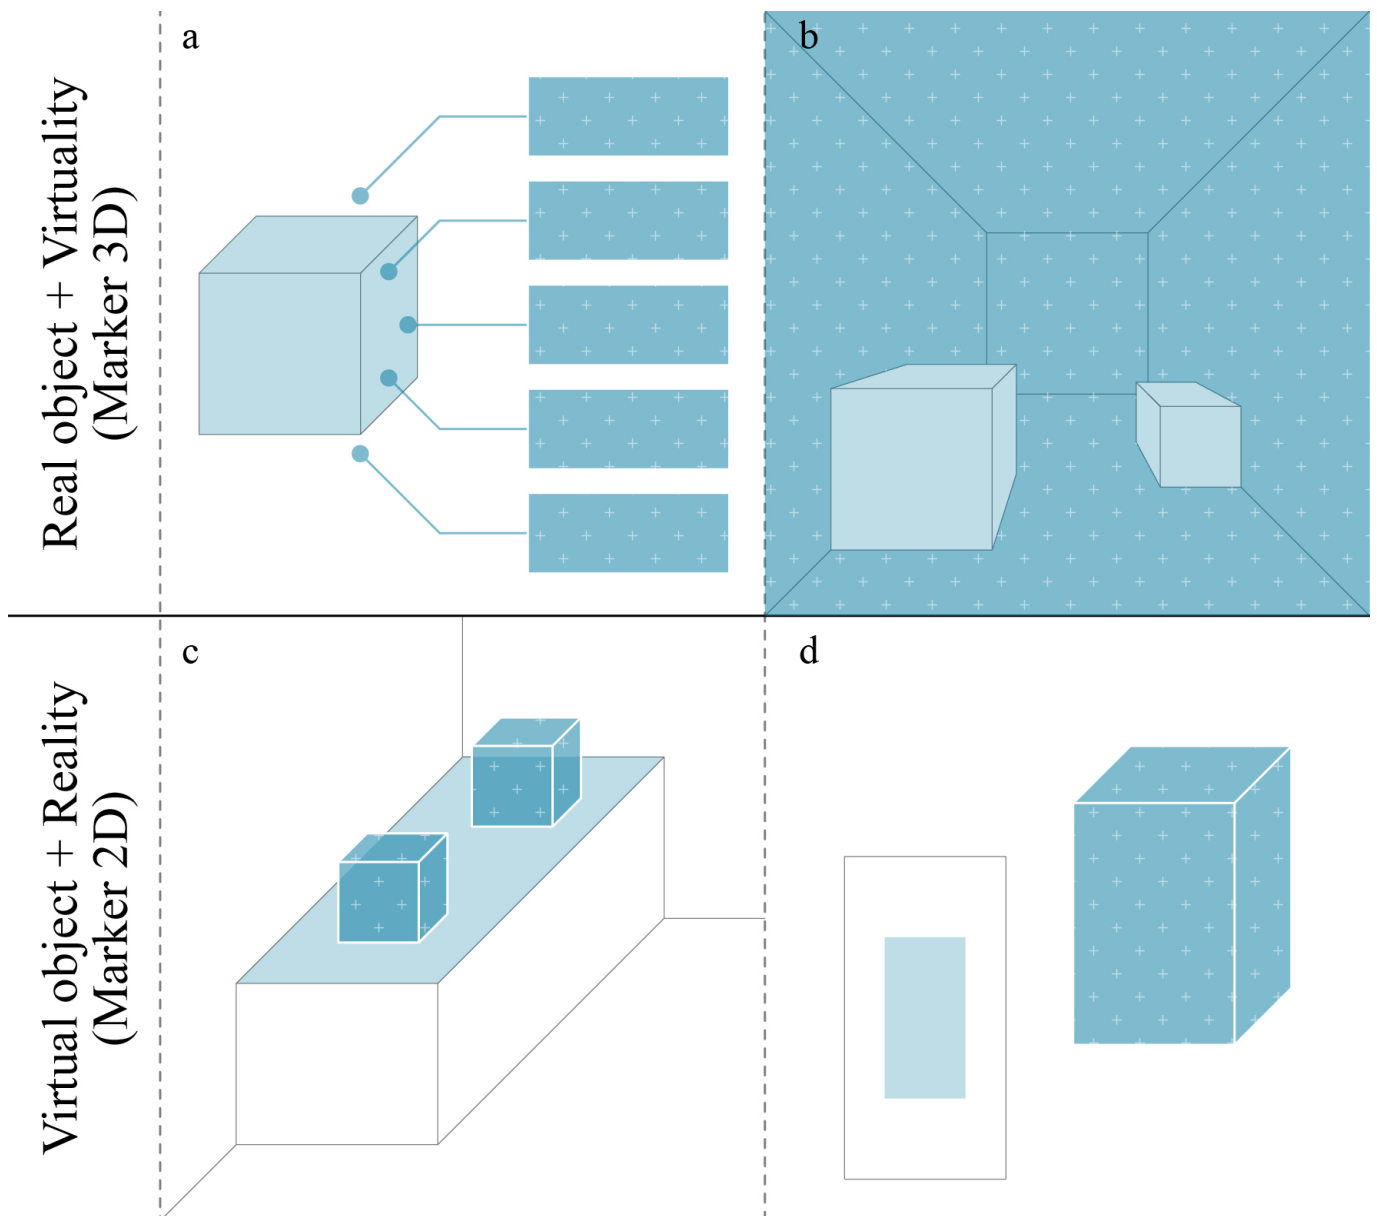 Real object + Virtuality
(Marker 3D)
a
b
Virtual object + Reality
(Marker 2D)
c
d